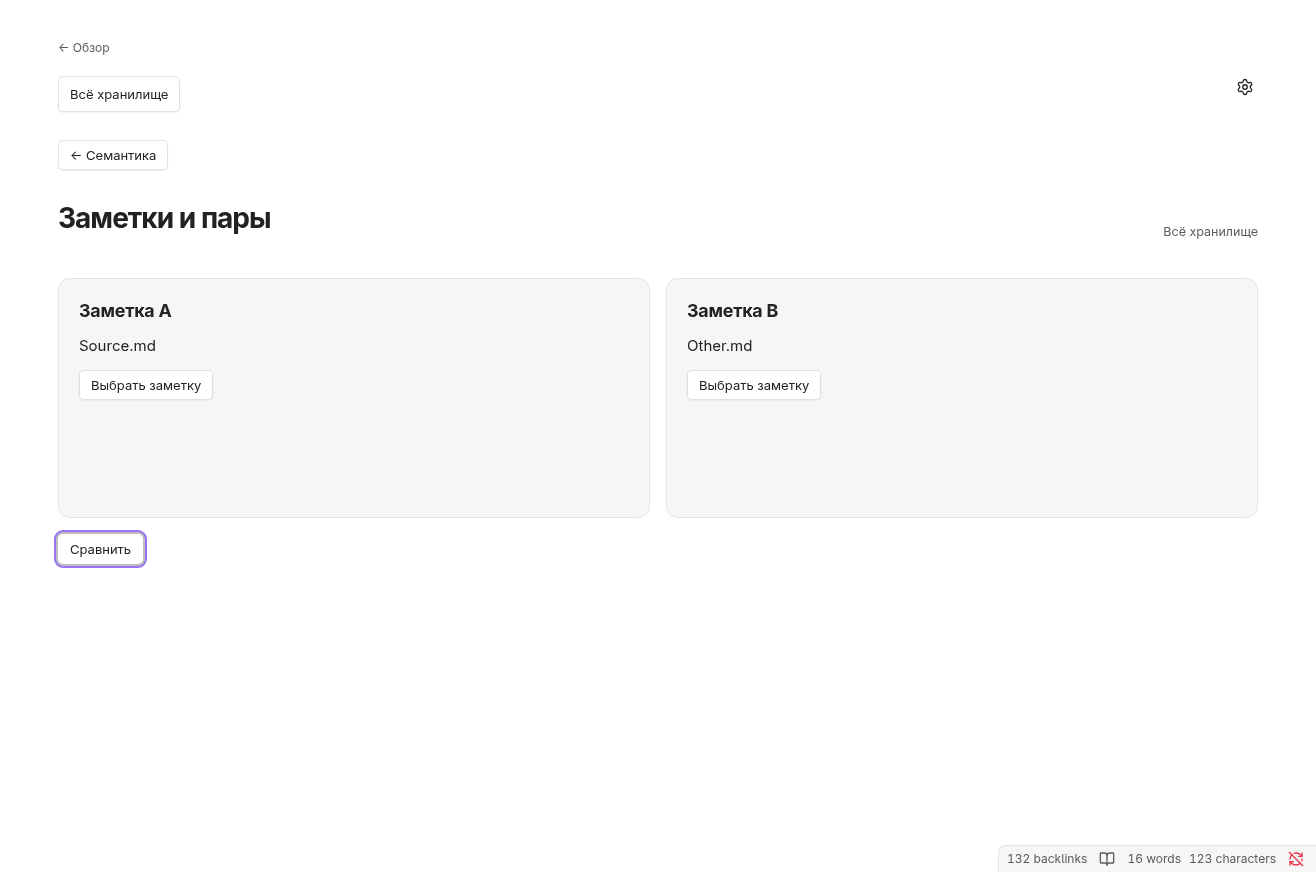 ← Обзор
Всё хранилище
← Семантика
Заметки и пары
Всё хранилище
Заметка A
Source.md
Выбрать заметку
Заметка B
Other.md
Выбрать заметку
Сравнить
132 backlinks 16 words 123 characters